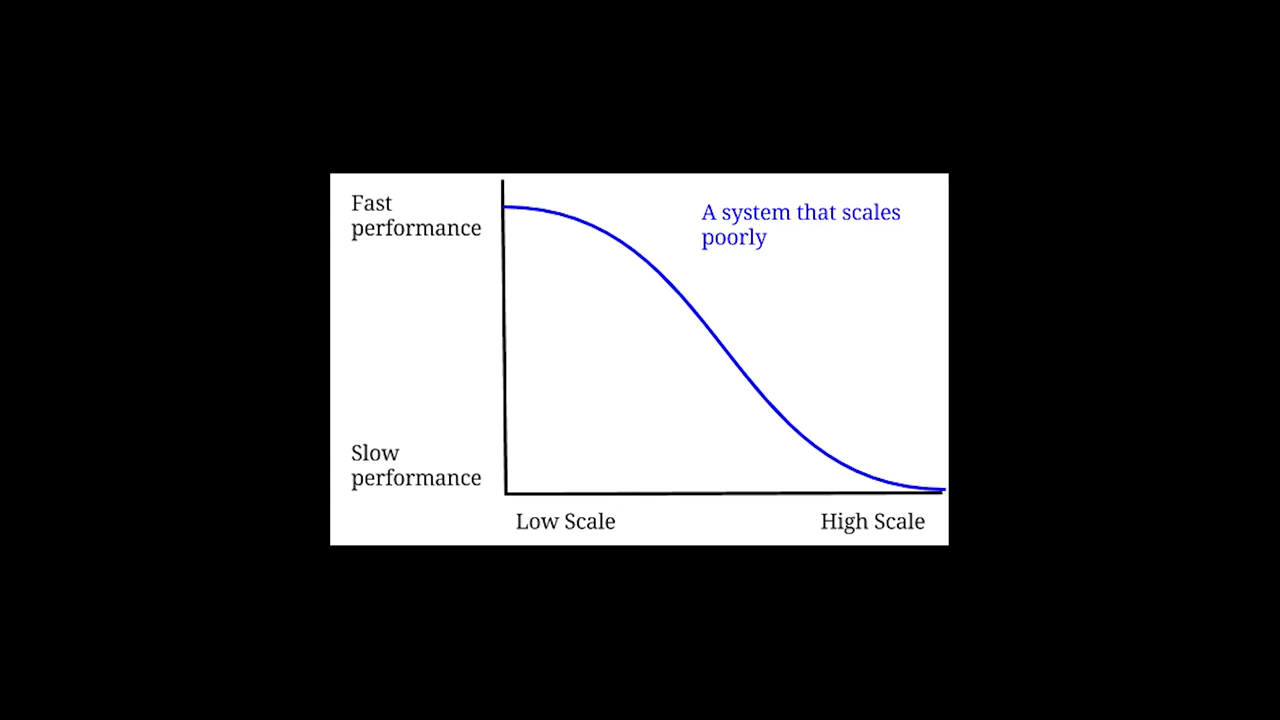 Fast
performance
A system that scales
poorly
Slow
performance
Low Scale
High Scale